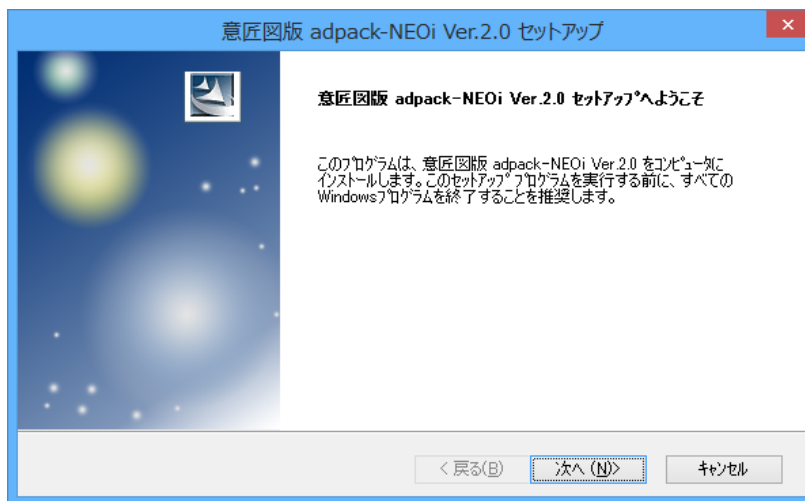 意匠図版 adpack-NEOi Ver.2.0 セットアップ
意匠図版 adpack-NEOi Ver.2.0 ｾｯﾄｱｯﾌﾟへようこそ
このﾌﾟﾛｸﾞﾗﾑは、意匠図版 adpack-NEOi Ver.2.0 をｺﾝﾋﾟｭｰﾀに
ｲﾝｽﾄｰﾙします。このｾｯﾄｱｯﾌﾟ ﾌﾟﾛｸﾞﾗﾑを実行する前に、すべての
Windowsﾌﾟﾛｸﾞﾗﾑを終了することを推奨します。
< 戻る(B)
次へ (N)>
ｷｬﾝｾﾙ